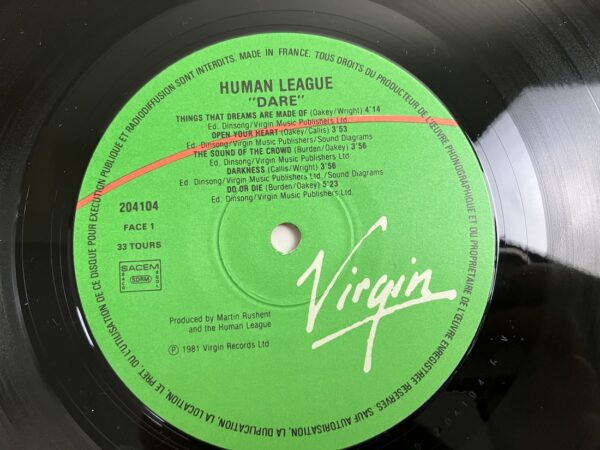 HUMAN LEAGUE
"DARE"
THINGS THAT DREAMS ARE MADE OF (Oakey/Wright) 4'14
Ed. Dinsong/Virgin Music Publishers Ltd.
OPEN YOUR HEART (Oakey/Callis) 3'53
Ed. Dinsong/Virgin Music Publishers/Sound Diagrams
THE SOUND OF THE CROWD (Burden/Oakey) 3'56
Ed. Dinsong/Virgin Music Publishers Ltd.
DARKNESS (Callis/Wright) 3'56
Ed. Dinsong/Virgin Music Publishers/Sound Diagrams
DO OR DIE (Burden/Oakey) 5'23
Ed. Dinsong/Virgin Music Publishers Ltd.
204104
FACE 1
33 TOURS
SACEM
SDRM
Virgin
Produced by Martin Rushent
and the Human League
℗ 1981 Virgin Records Ltd
MADE IN FRANCE. TOUS DROITS DU PRODUCTEUR DE L'ŒUVRE PHONOGRAPHIQUE ET DU PROPRIETAIRE DE L'ŒUVRE ENREGISTREE RESERVES. SAUF AUTORISATION, LA DUPLICATION, LA LOCATION, LE PRET, OU L'UTILISATION DE CE DISQUE POUR EXECUTION PUBLIQUE ET RADIODIFFUSION SONT INTERDITS.